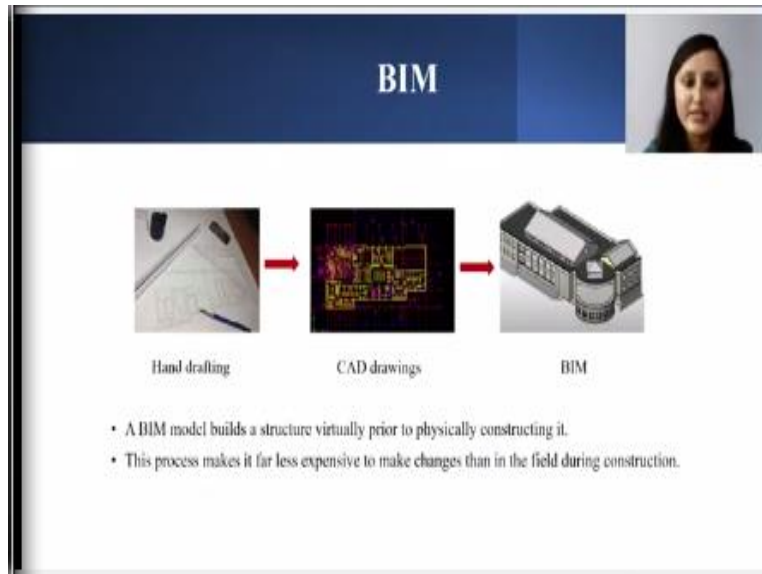 BIM
Hand drafting
CAD drawings
BIM
• A BIM model builds a structure virtually prior to physically constructing it.
• This process makes it far less expensive to make changes than in the field during construction.